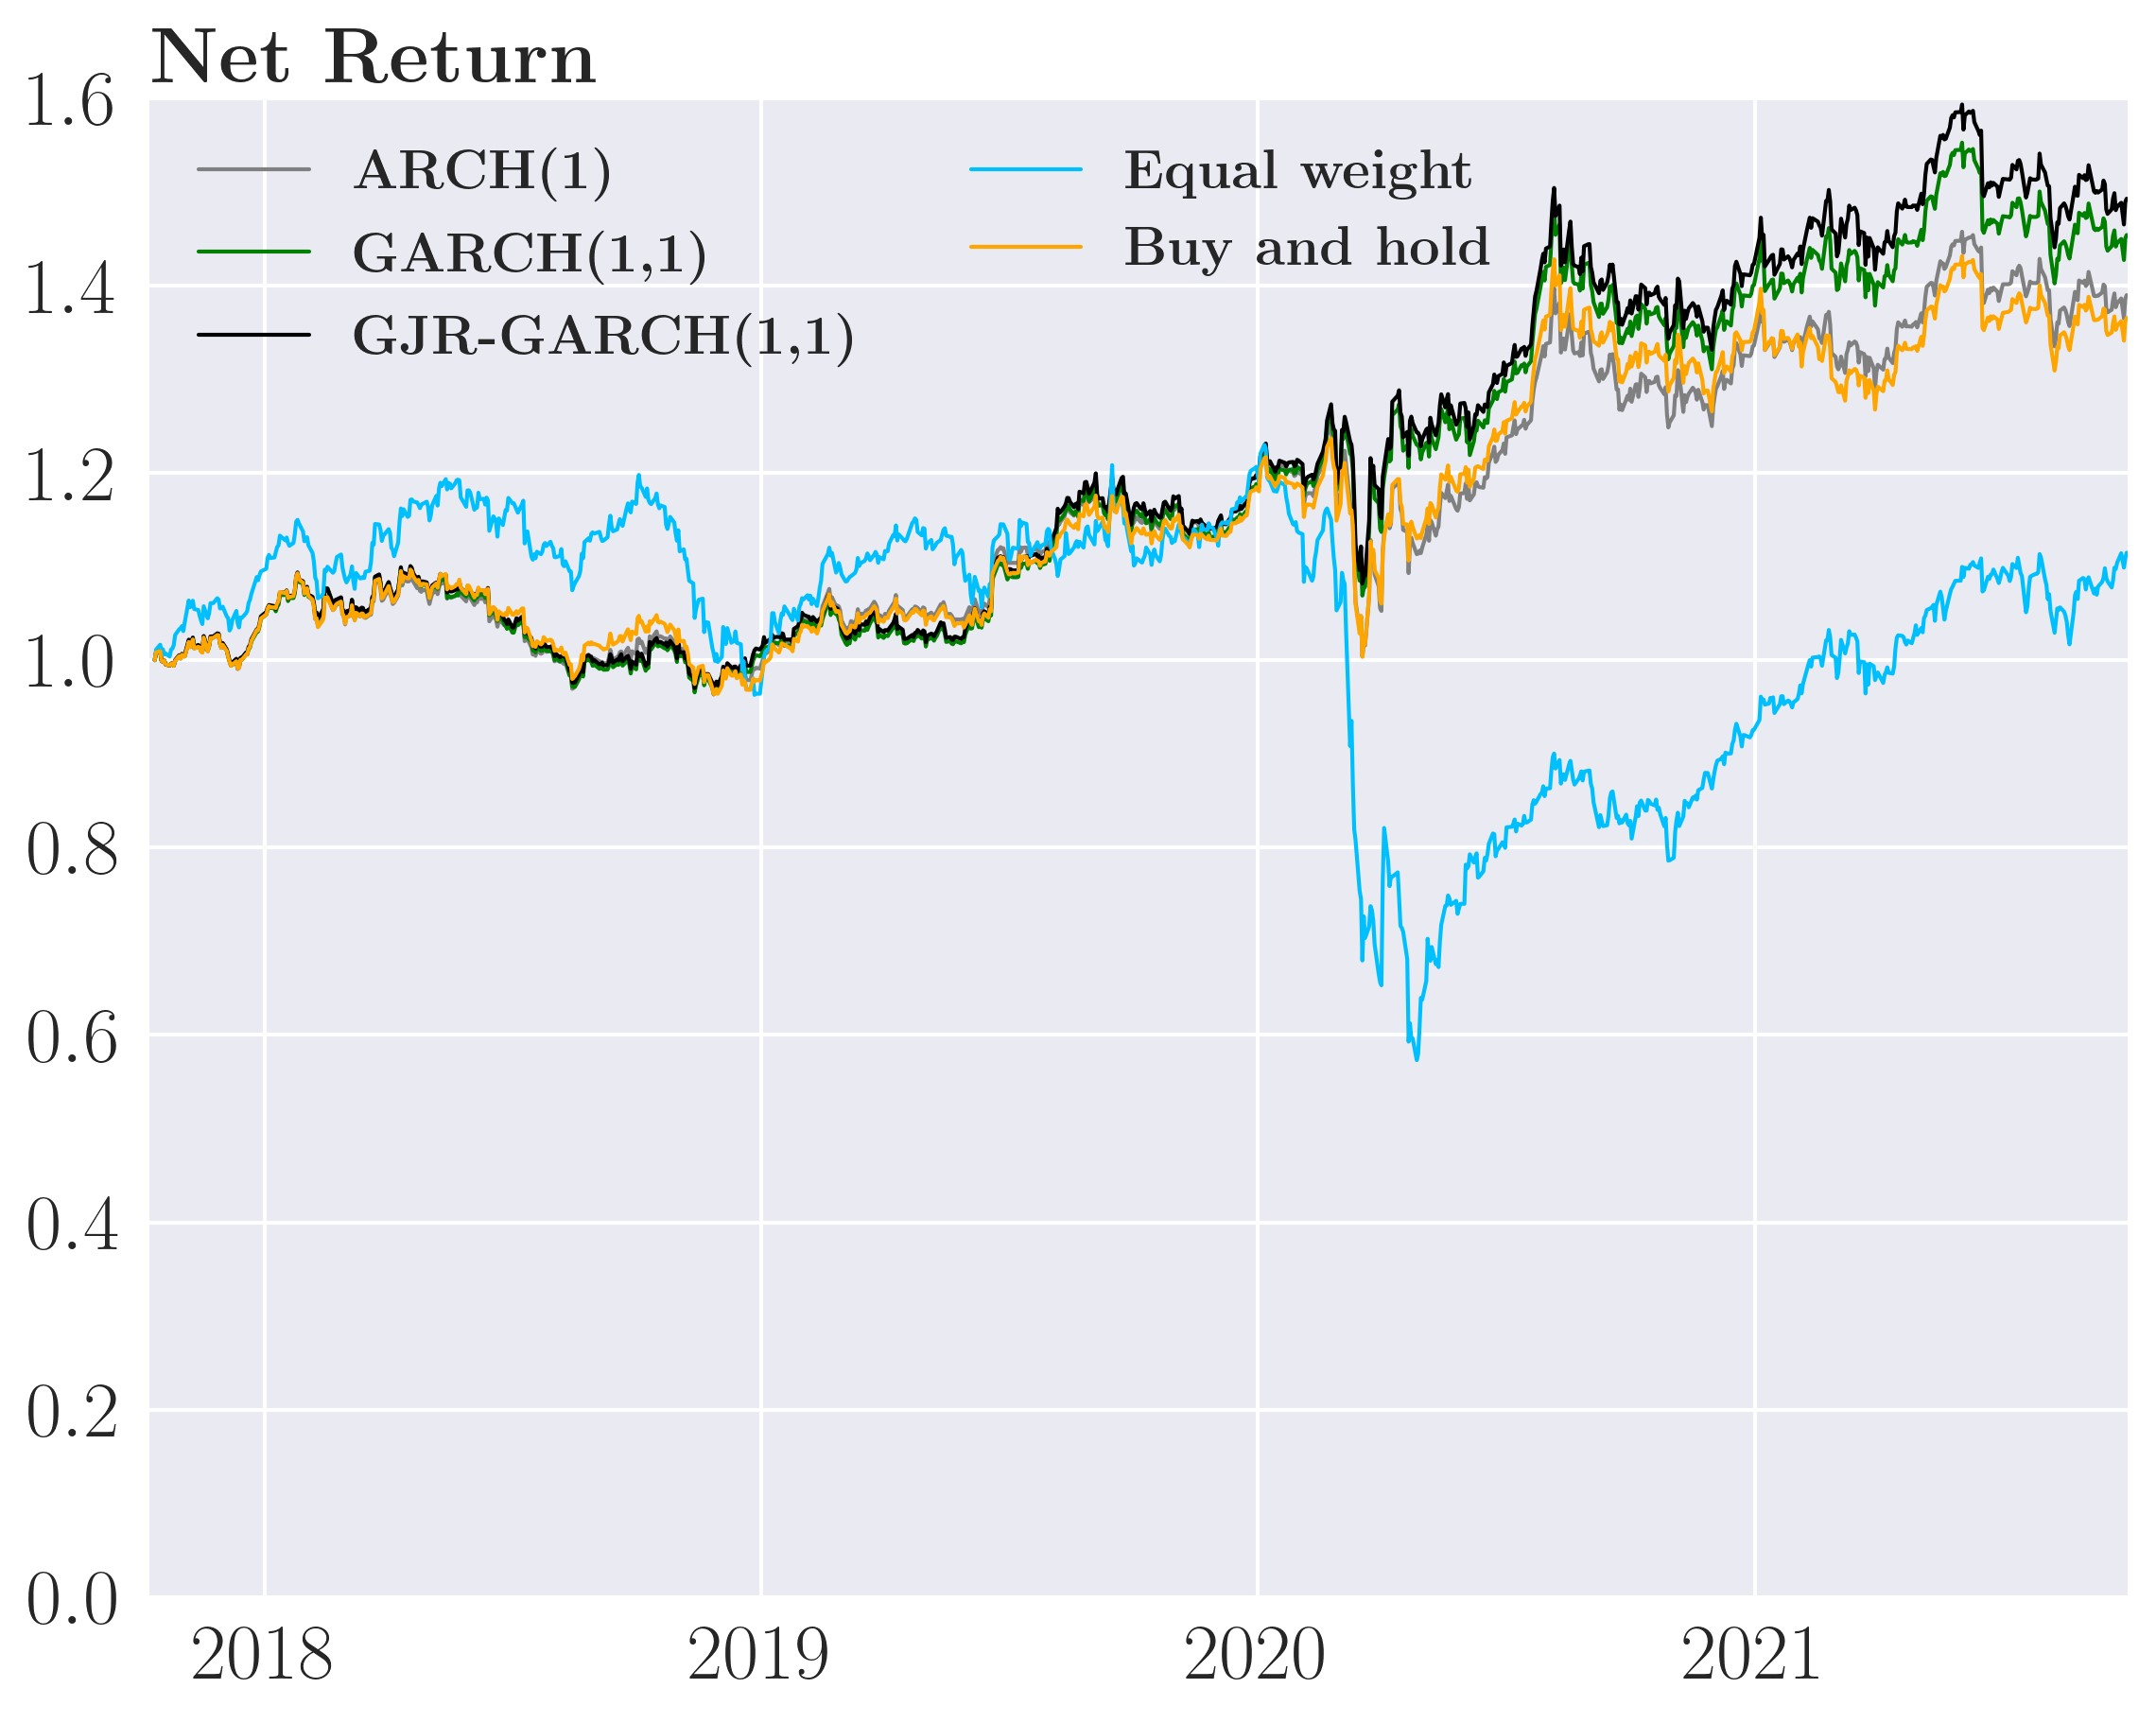 Net Return
1.6
1.4
1.2
1.0
0.8
0.6
0.4
0.2
0.0
ARCH(1)
GARCH(1,1)
GJR-GARCH(1,1)
Equal weight
Buy and hold
2018 2019 2020 2021